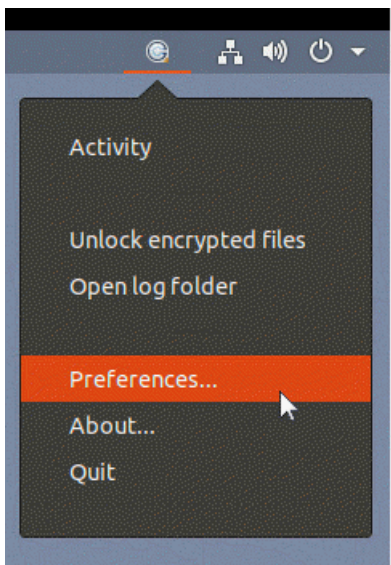 Activity
Unlock encrypted files
Open log folder
Preferences...
About...
Quit